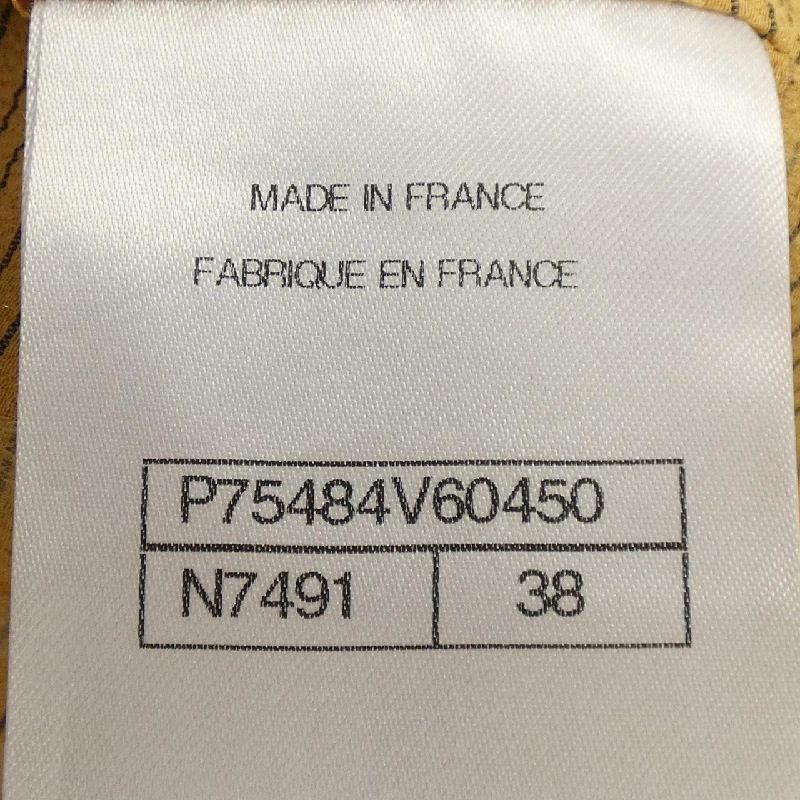 MADE IN FRANCE
FABRIQUE EN FRANCE
P75484V60450
N7491 38